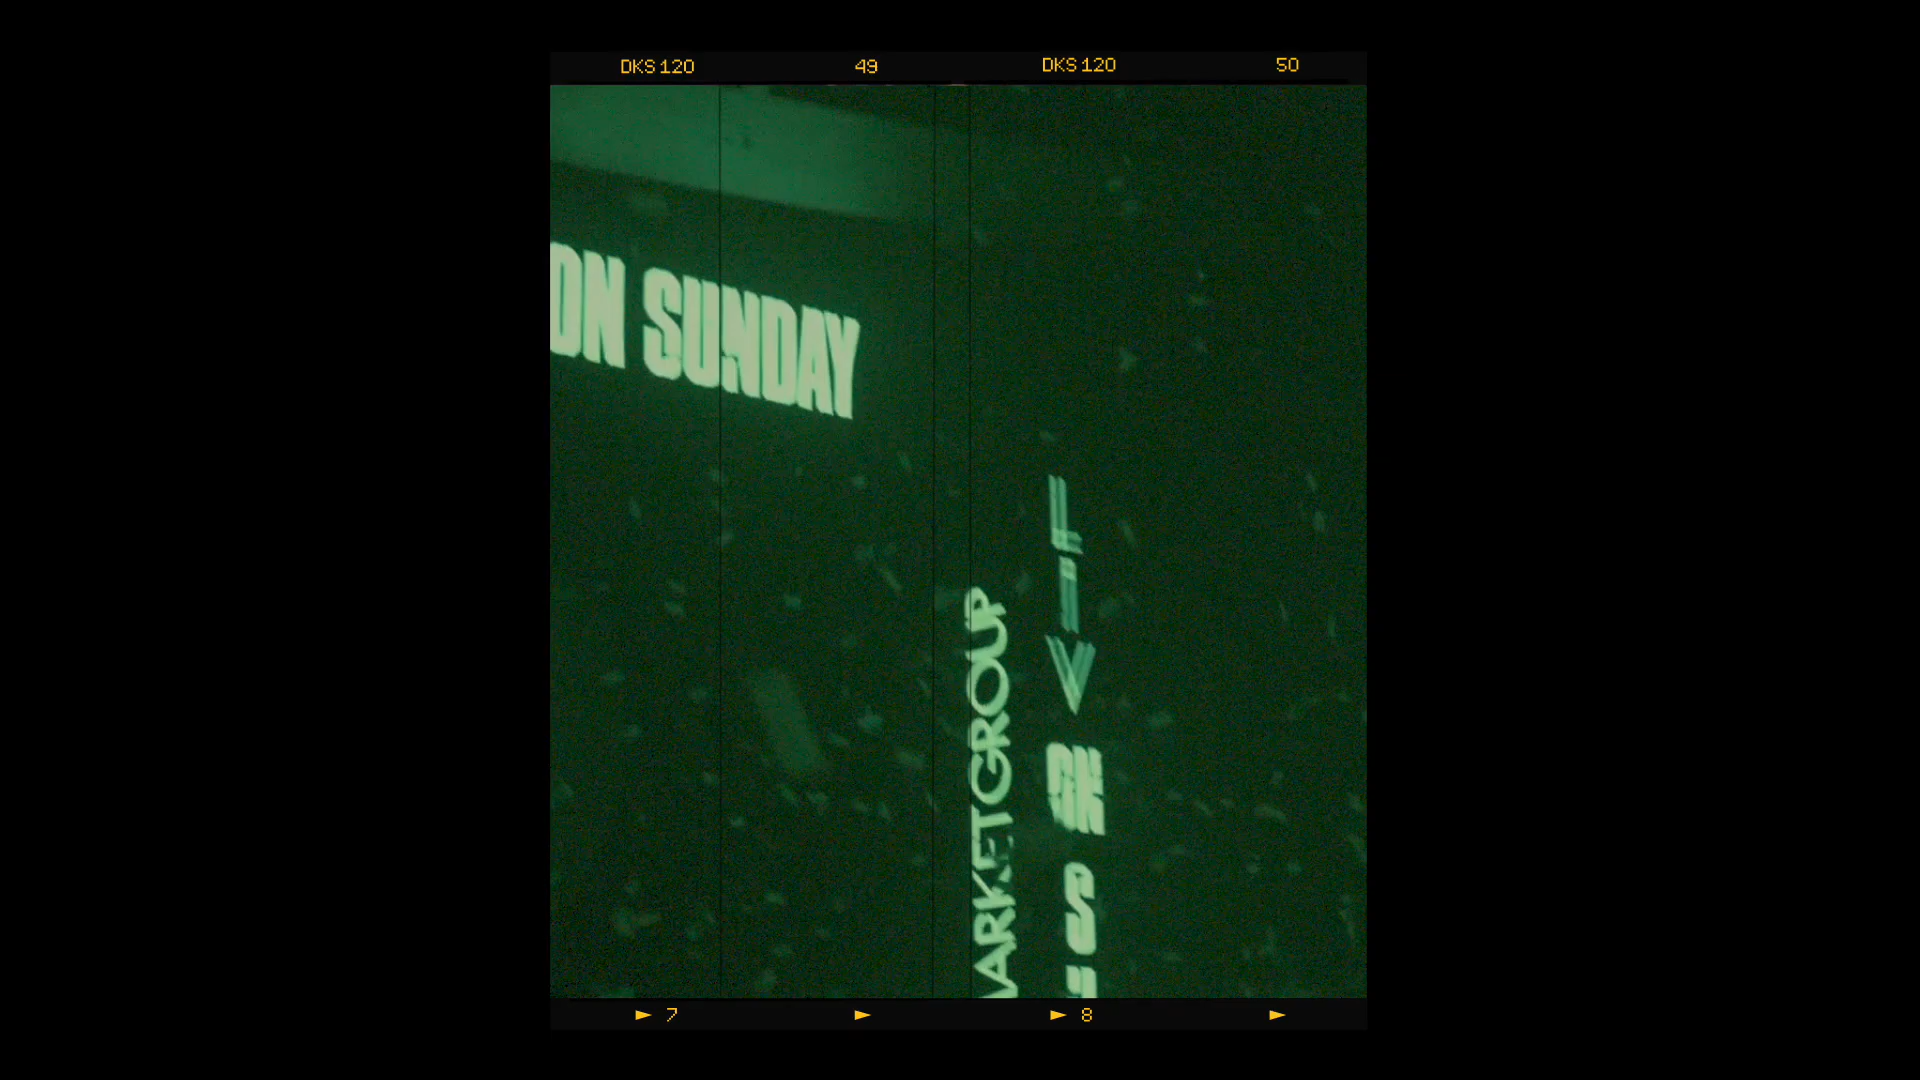 DKS 120 49 DKS 120 50
ON SUNDAY
LIV
ON
S
ARKETGROUP
7 8